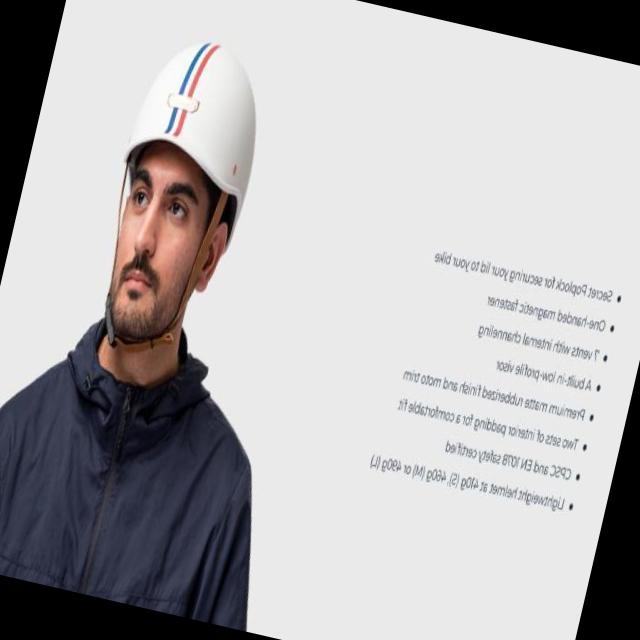 Secret Poplock for securing your lid to your bike
One-handed magnetic fastener
7 vents with internal channeling
A built-in low-profile visor
Premium matte rubberized finish and moto trim
Two sets of interior padding for a comfortable fit
CPSC and EN 1078 safety certified
Lightweight helmet at 410g (S), 460g (M) or 490g (L)